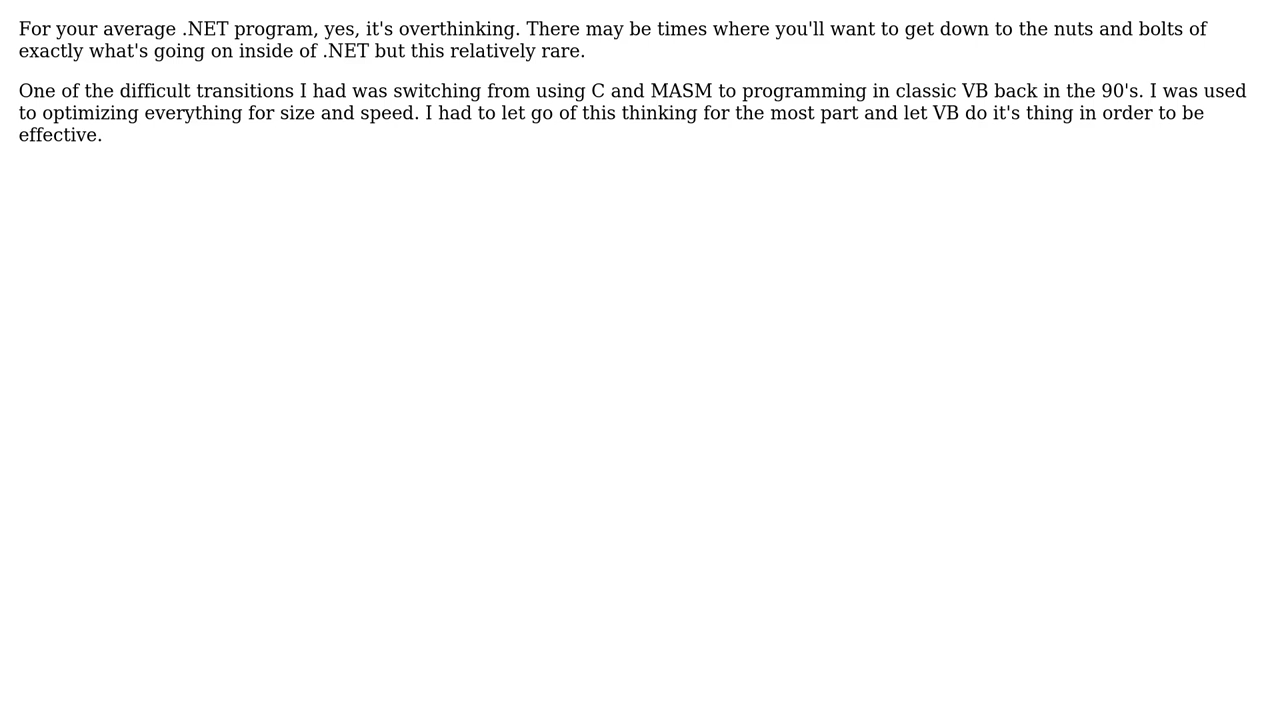 For your average .NET program, yes, it's overthinking. There may be times where you'll want to get down to the nuts and bolts of
exactly what's going on inside of .NET but this relatively rare.
One of the difficult transitions I had was switching from using C and MASM to programming in classic VB back in the 90's. I was used
to optimizing everything for size and speed. I had to let go of this thinking for the most part and let VB do it's thing in order to be
effective.